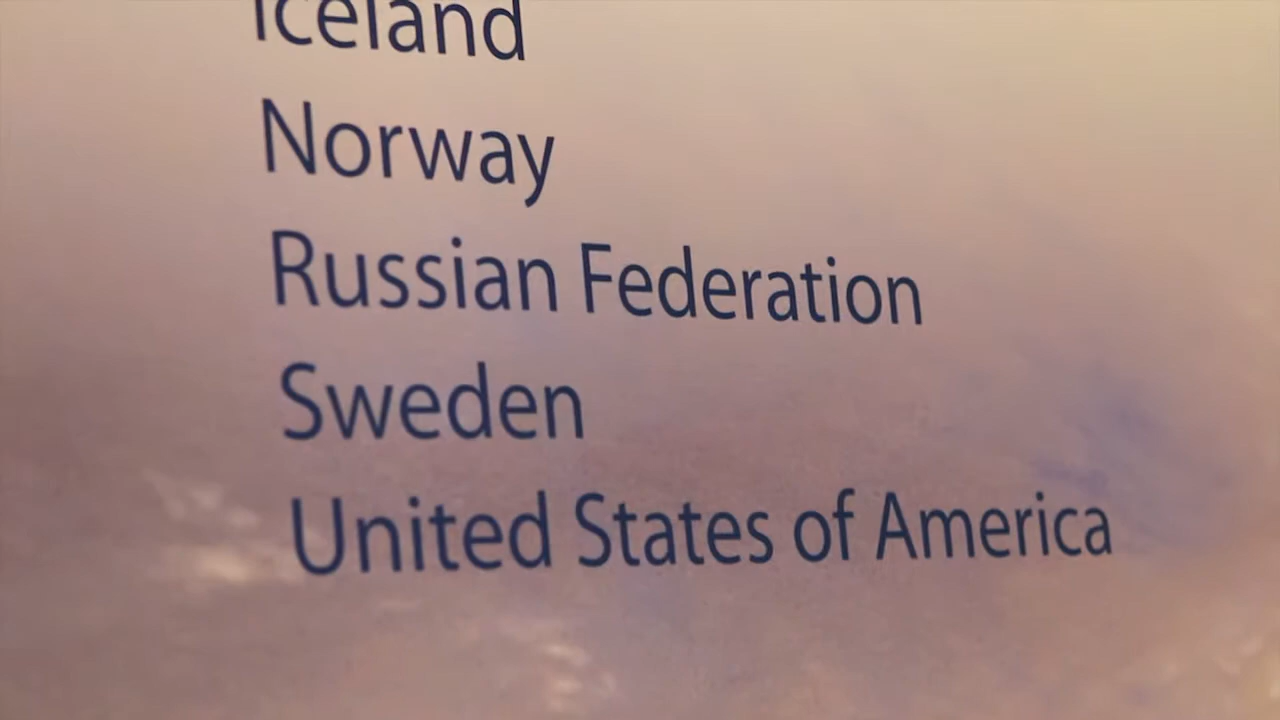 Iceland
Norway
Russian Federation
Sweden
United States of America